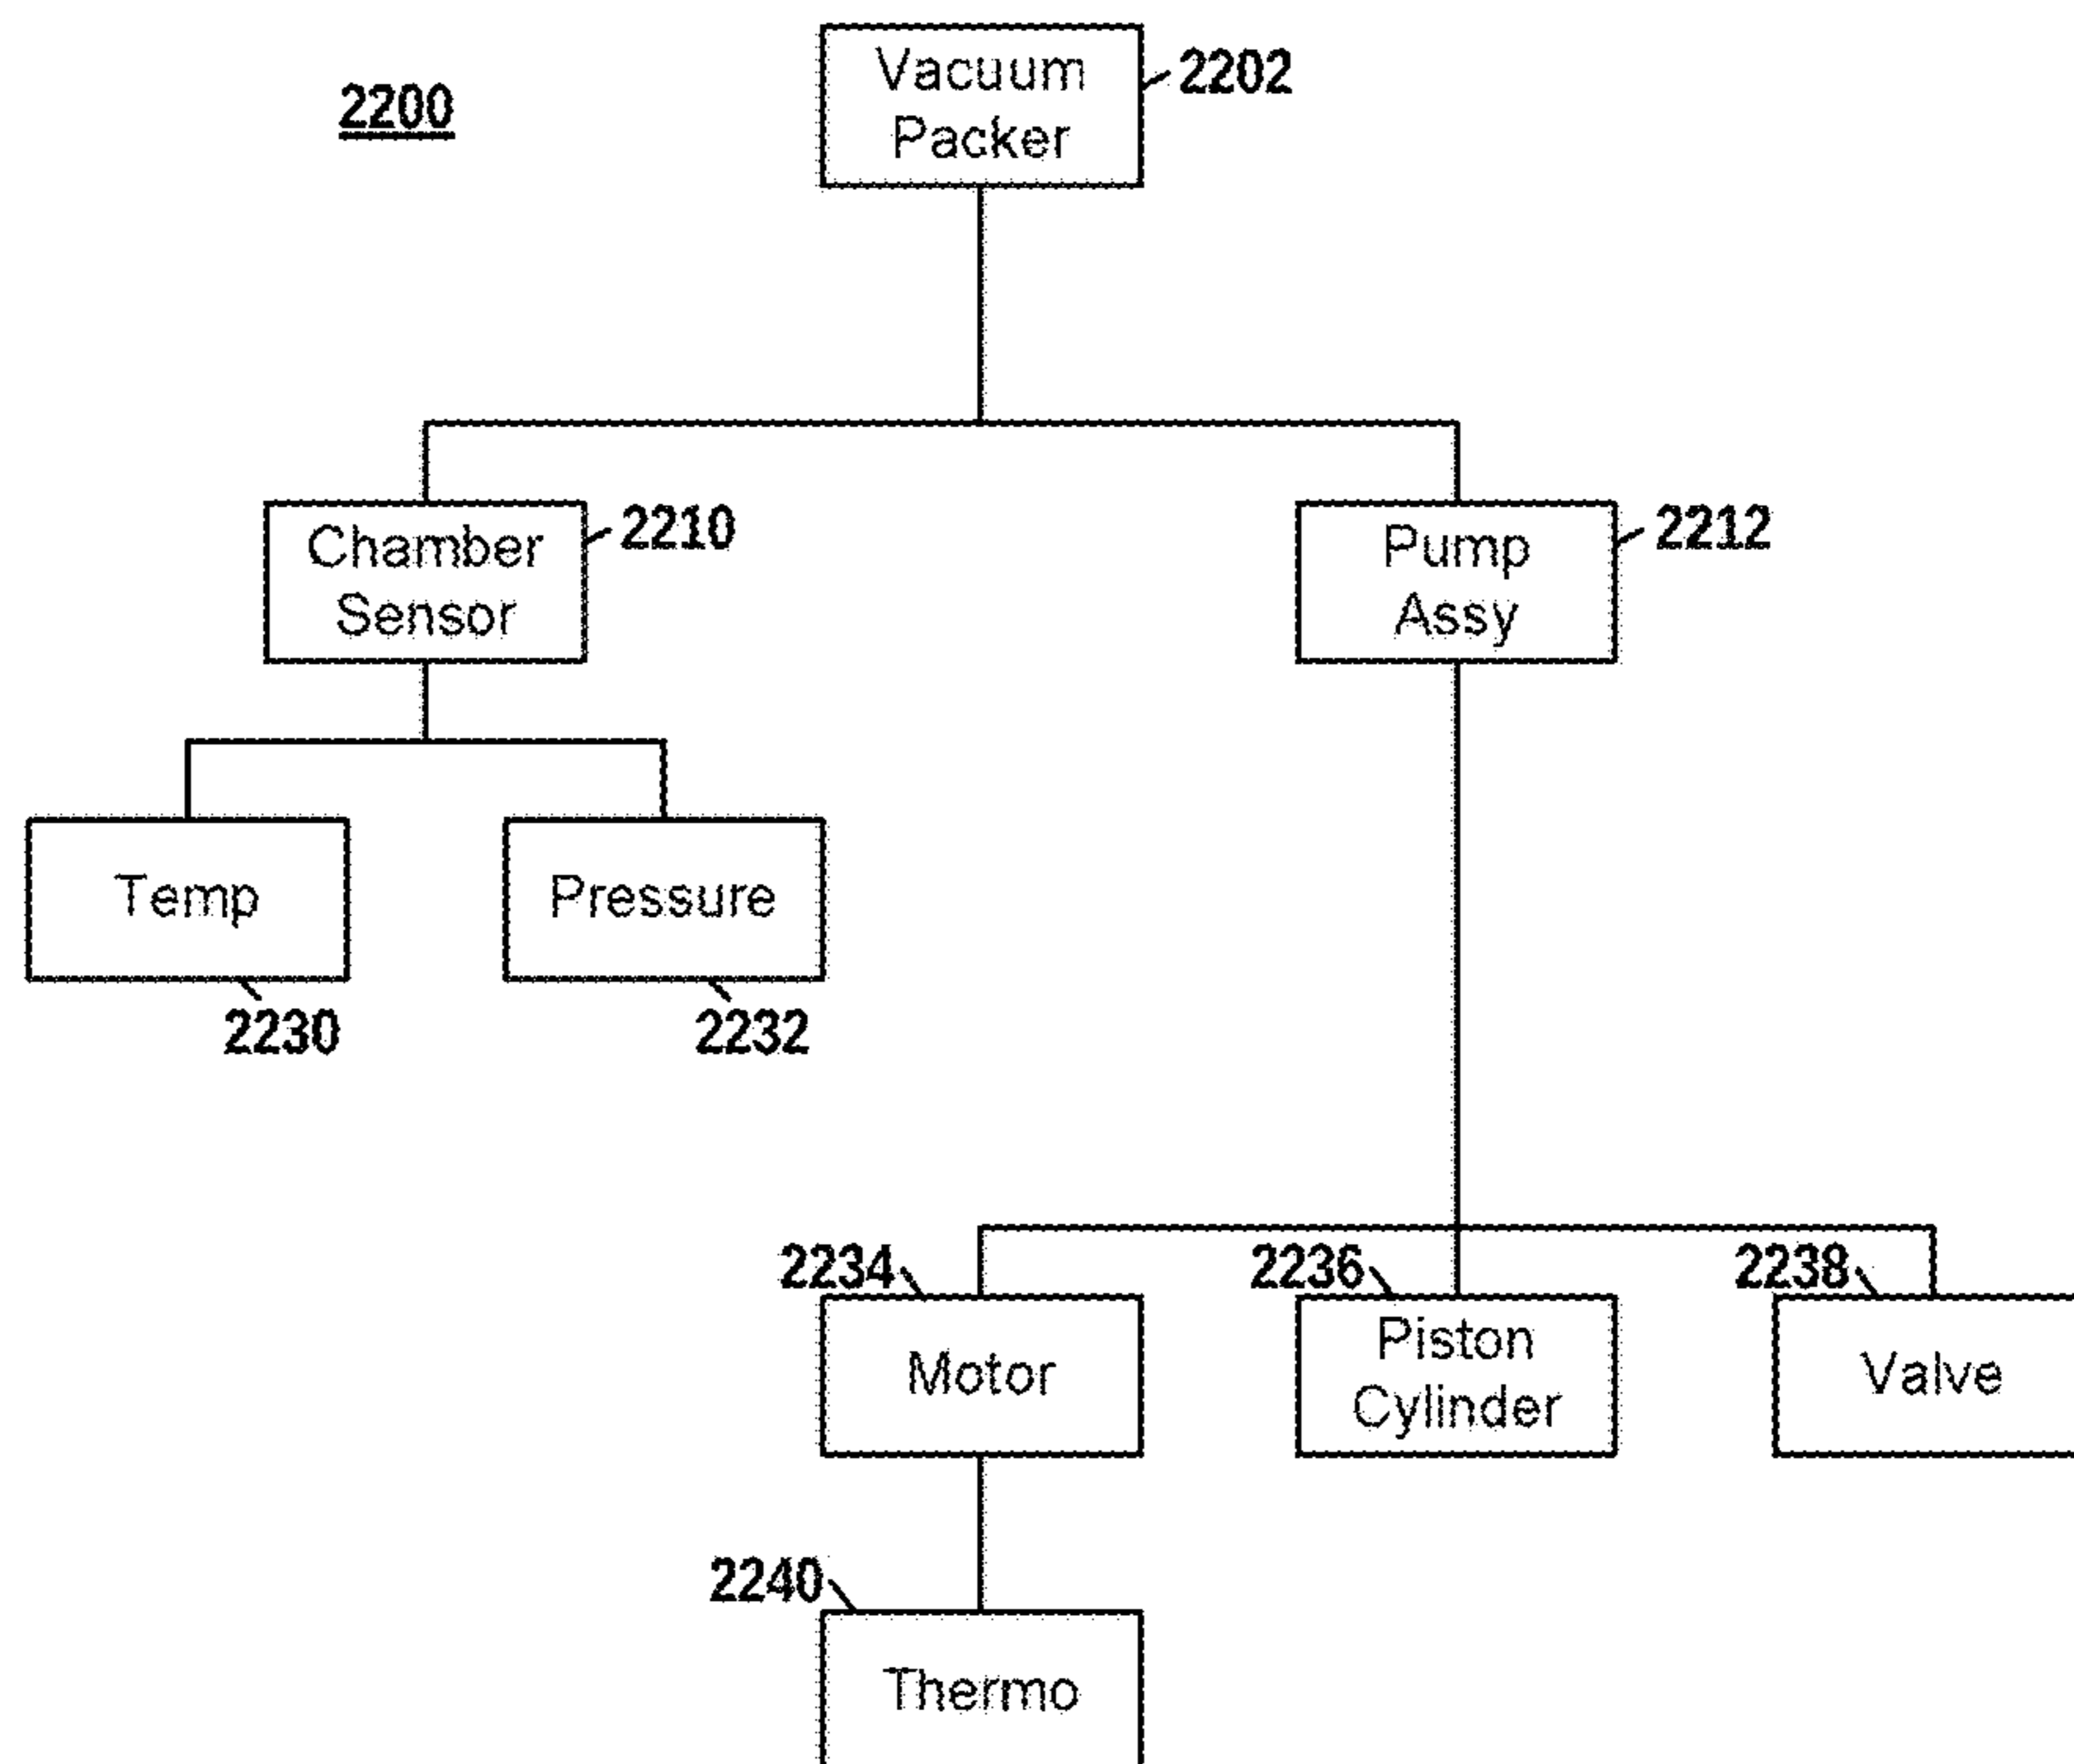 2200
Vacuum
Packer
2202
Chamber
Sensor
2210
Pump
Assy
2212
Temp
2230
Pressure
2232
2234
Motor
2236
Piston
Cylinder
2238
Valve
2240
Thermo